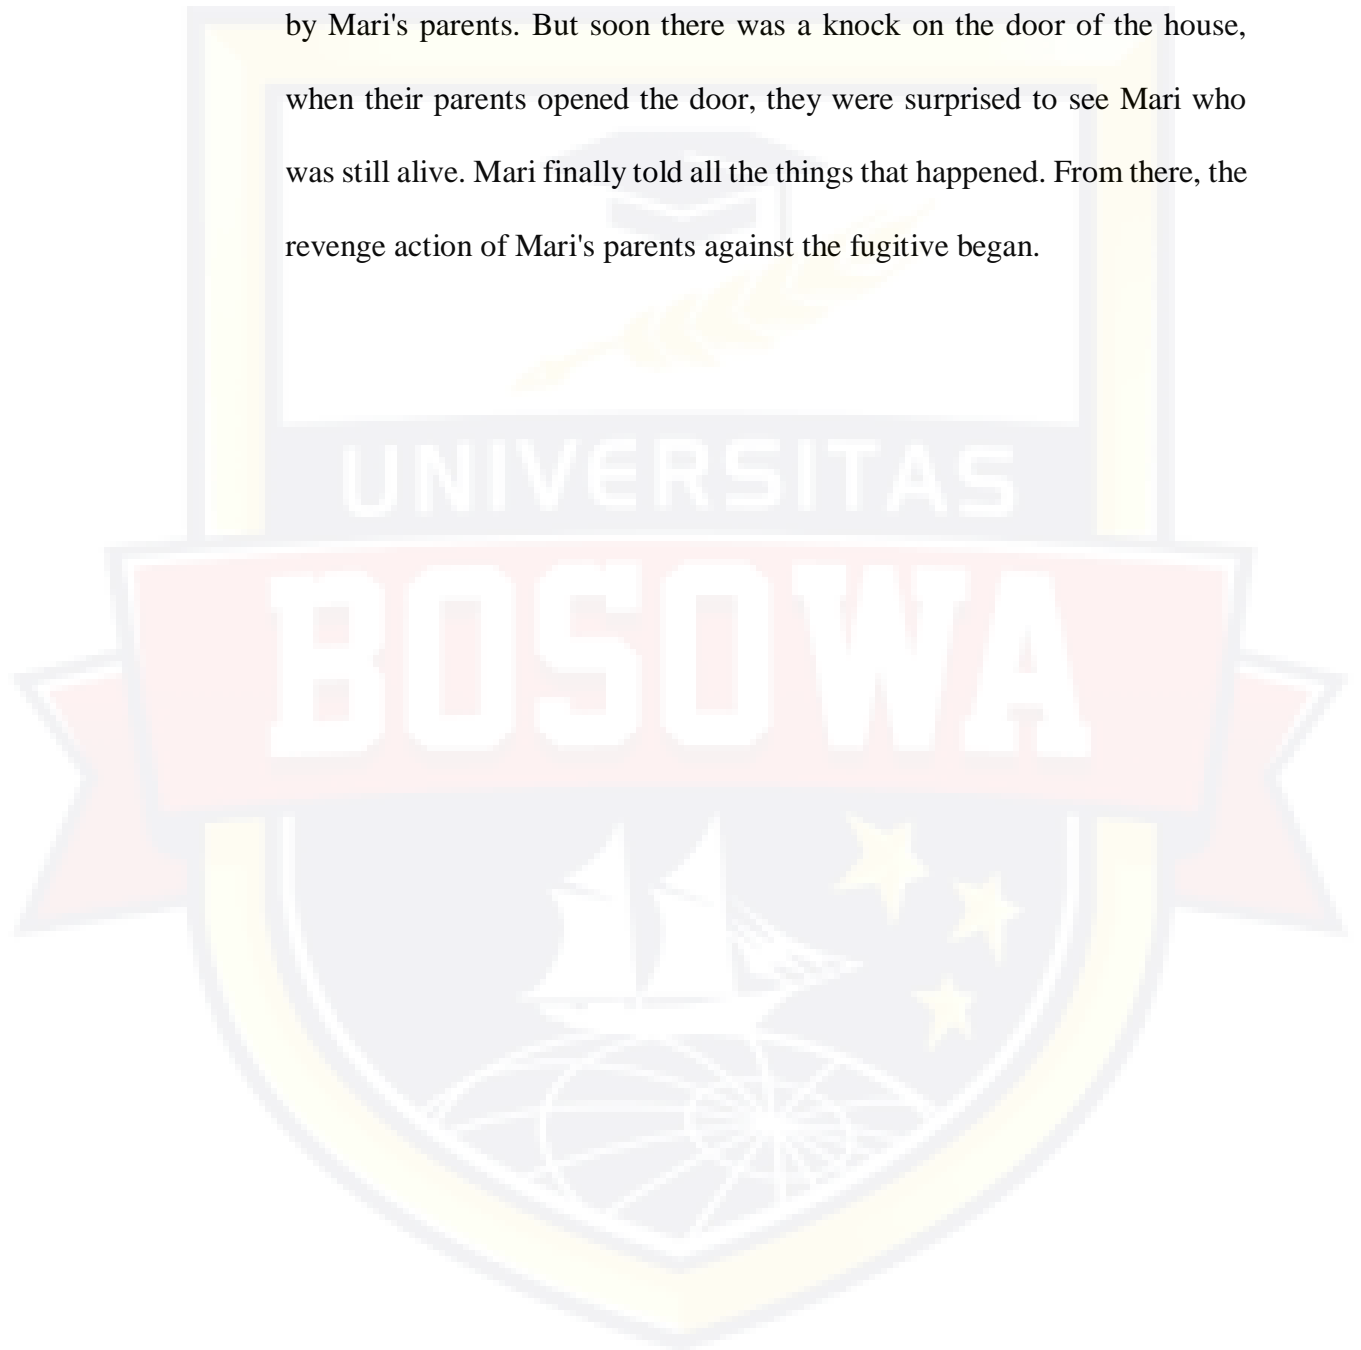 by Mari's parents. But soon there was a knock on the door of the house,
when their parents opened the door, they were surprised to see Mari who
was still alive. Mari finally told all the things that happened. From there, the
revenge action of Mari's parents against the fugitive began.
UNIVERSITAS
BOSOWA